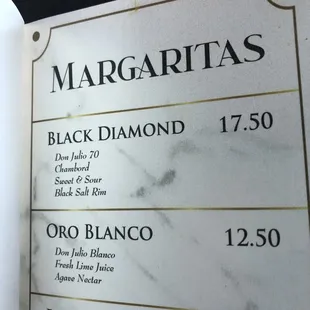 MARGARITAS
BLACK DIAMOND 17.50
Don Julio 70
Chambord
Sweet & Sour
Black Salt Rim
ORO BLANCO 12.50
Don Julio Blanco
Fresh Lime Juice
Agave Nectar